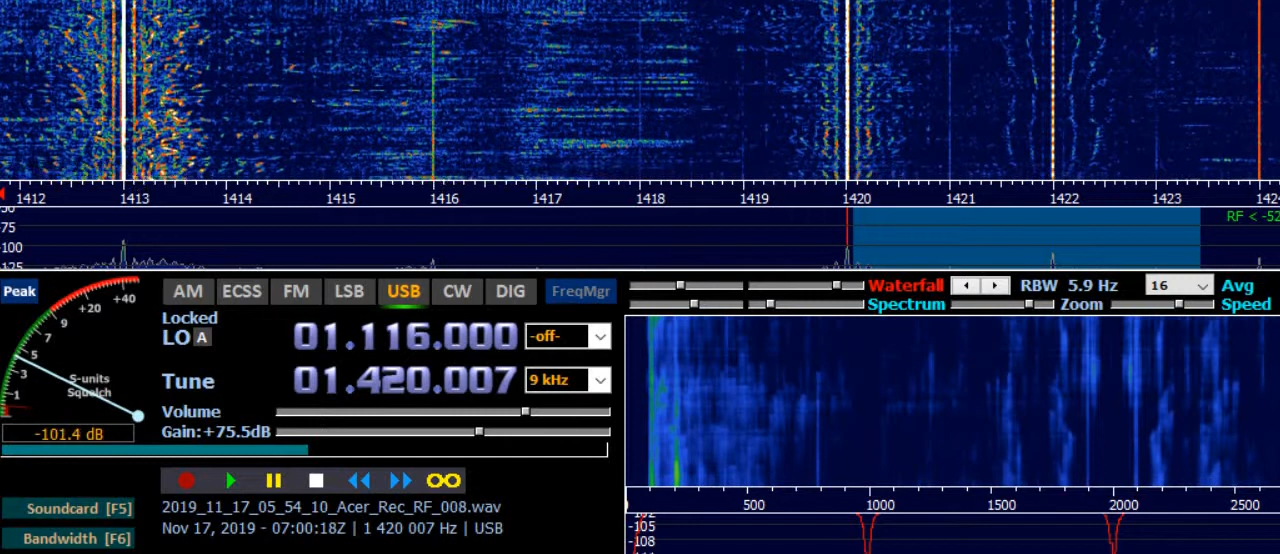 1412 1413 1414 1415 1416 1417 1418 1419 1420 1421 1422 1423 1424
-75
-100
-125
RF < -52
Peak
+40
+20
9
7
5
3
1
S-units
Squelch
-101.4 dB
AM ECSS FM LSB USB CW DIG FreqMgr
Locked
LO A 01.116.000 -off-
Tune 01.420.007 9 kHz
Volume
Gain:+75.5dB
Waterfall RBW 5.9 Hz 16 Avg
Spectrum Zoom Speed
2019_11_17_05_54_10_Acer_Rec_RF_008.wav
Nov 17, 2019 - 07:00:18Z | 1 420 007 Hz | USB
Soundcard [F5]
Bandwidth [F6]
500 1000 1500 2000 2500
-105
-108